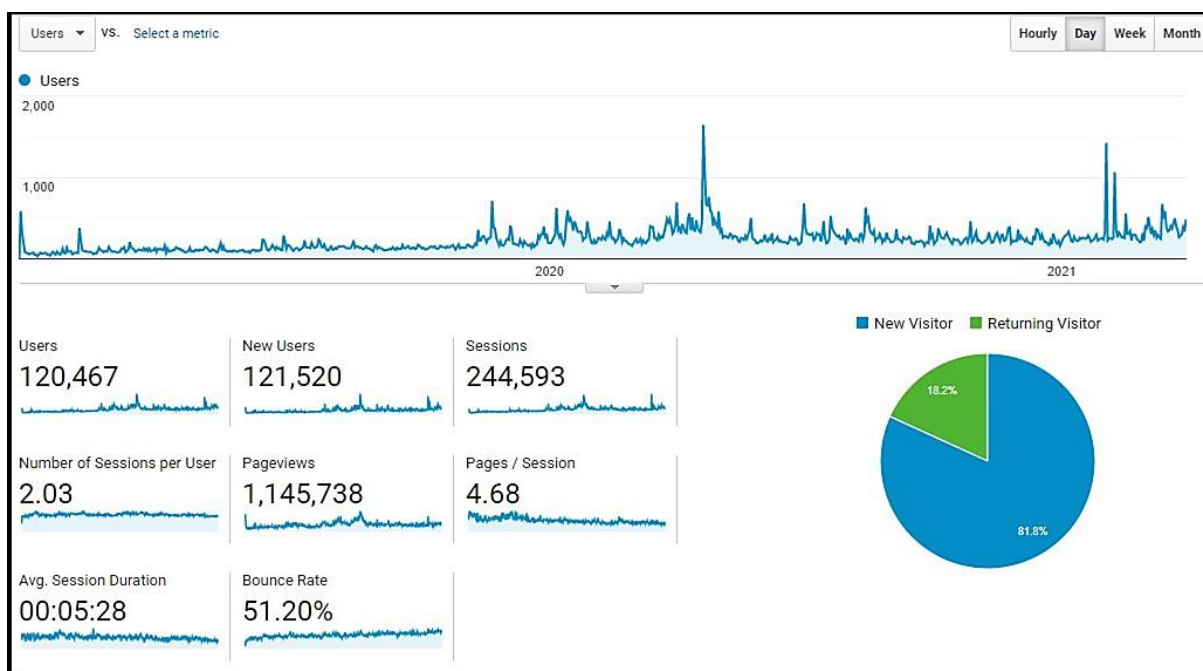 Users vs. Select a metric Hourly Day Week Month
Users
2,000
1,000
2020 2021
New Visitor Returning Visitor
Users New Users Sessions
120,467 121,520 244,593
Number of Sessions per User Pageviews Pages / Session
2.03 1,145,738 4.68
Avg. Session Duration Bounce Rate
00:05:28 51.20%
18.2%
81.8%